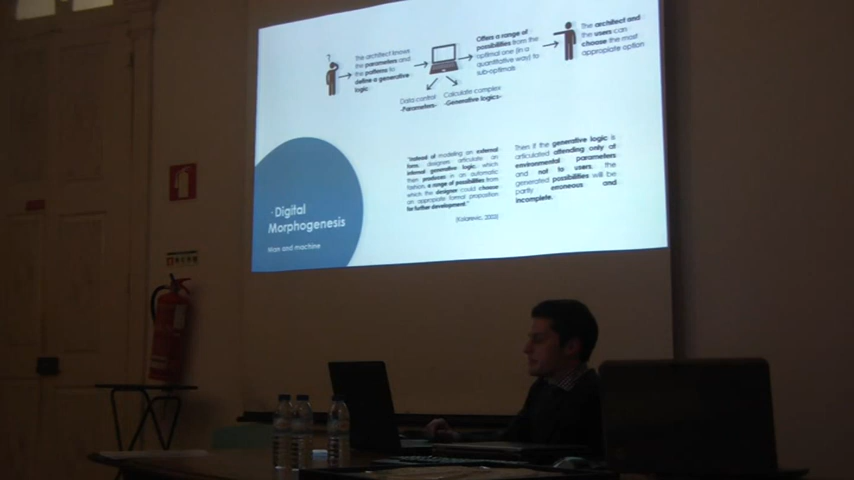 ?
The architect knows
the parameters and
the patterns to
define a generative
logic
Data control
-Parameters-
Calculate complex
-Generative logics-
Offers a range of
possibilities from the
optimal one (in a
quantitative way) to
sub-optimals
The architect and
the users can
choose the most
appropiate option
"Instead of modeling an external
form, designers articulate an
internal generative logic, which
then produces in an automatic
fashion, a range of possibilities from
which the designer could choose
an appropiate formal proposition
for further development."
(Kolarevic, 2003)
Then if the generative logic is
articulated attending only at
environmental parameters
and not to users, the
generated possibilities will be
partly erroneous and
incomplete.
· Digital
Morphogenesis
Man and machine